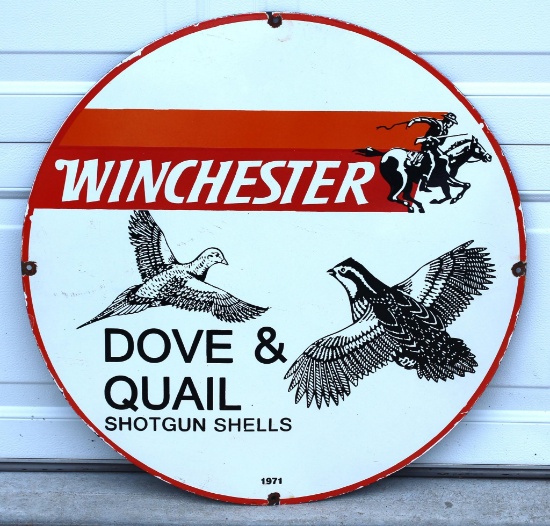 WINCHESTER
DOVE &
QUAIL
SHOTGUN SHELLS
1971